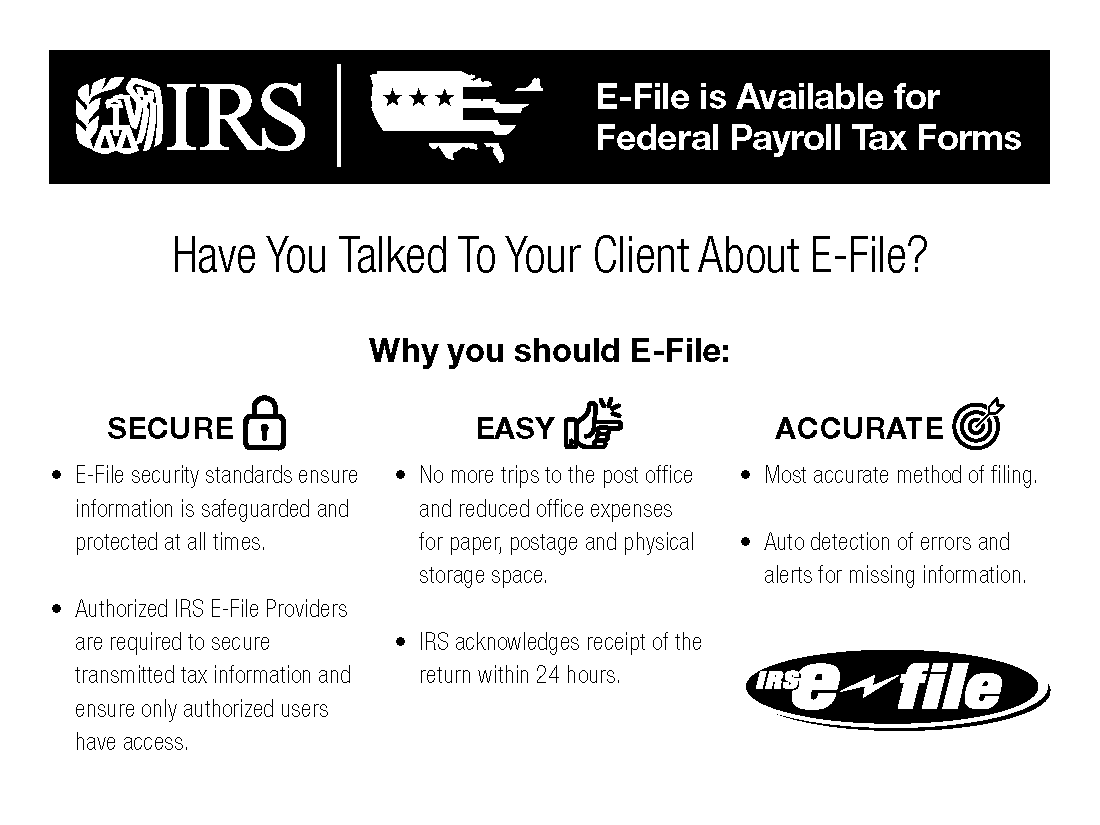 IRS
E-File is Available for
Federal Payroll Tax Forms
Have You Talked To Your Client About E-File?
Why you should E-File:
SECURE
• E-File security standards ensure
information is safeguarded and
protected at all times.
• Authorized IRS E-File Providers
are required to secure
transmitted tax information and
ensure only authorized users
have access.
EASY
• No more trips to the post office
and reduced office expenses
for paper, postage and physical
storage space.
• IRS acknowledges receipt of the
return within 24 hours.
ACCURATE
• Most accurate method of filing.
• Auto detection of errors and
alerts for missing information.
IRS e file